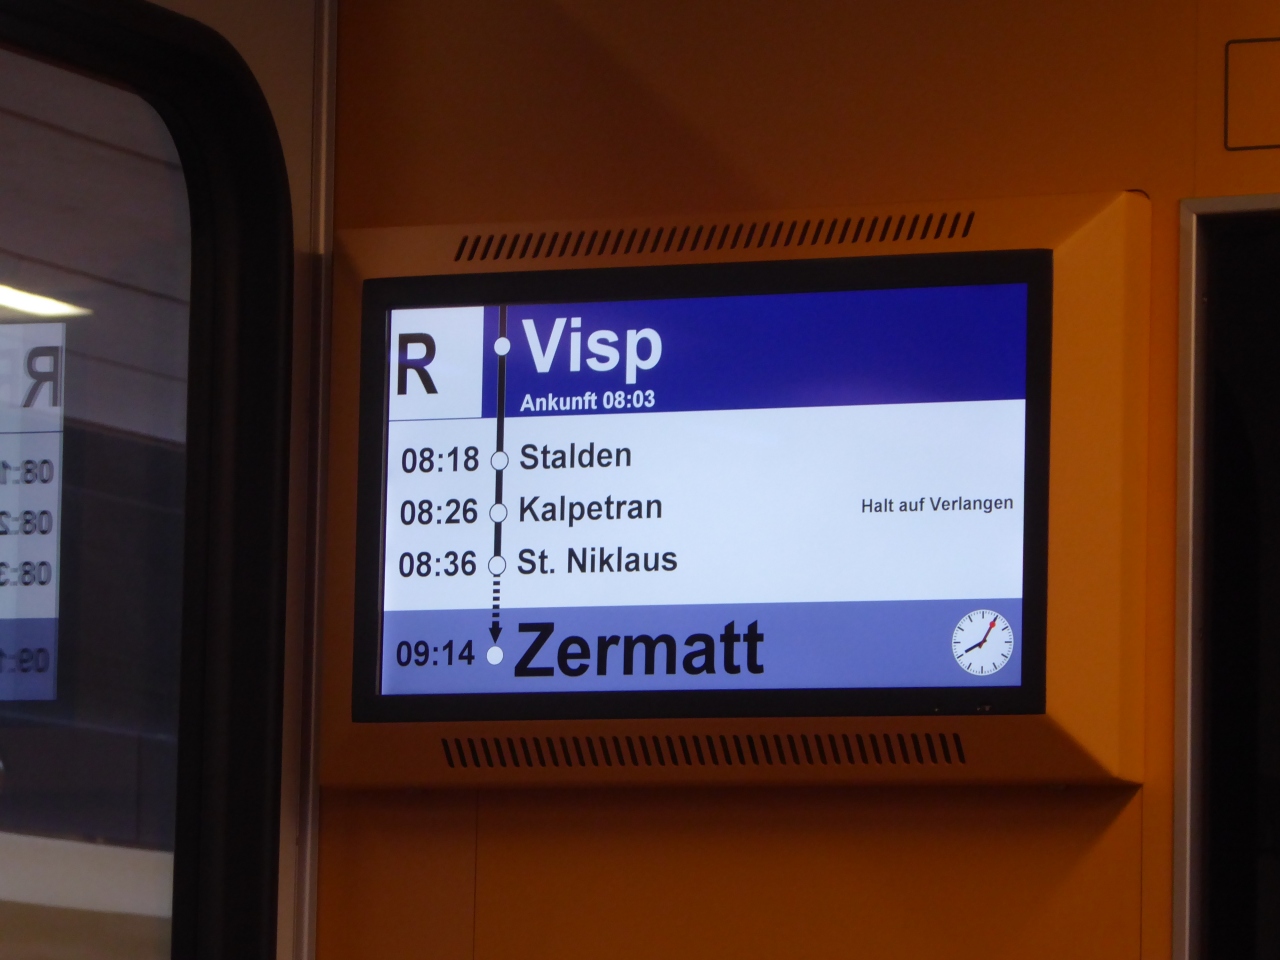 R
Visp
Ankunft 08:03
08:18 Stalden
08:26 Kalpetran Halt auf Verlangen
08:36 St. Niklaus
09:14 Zermatt